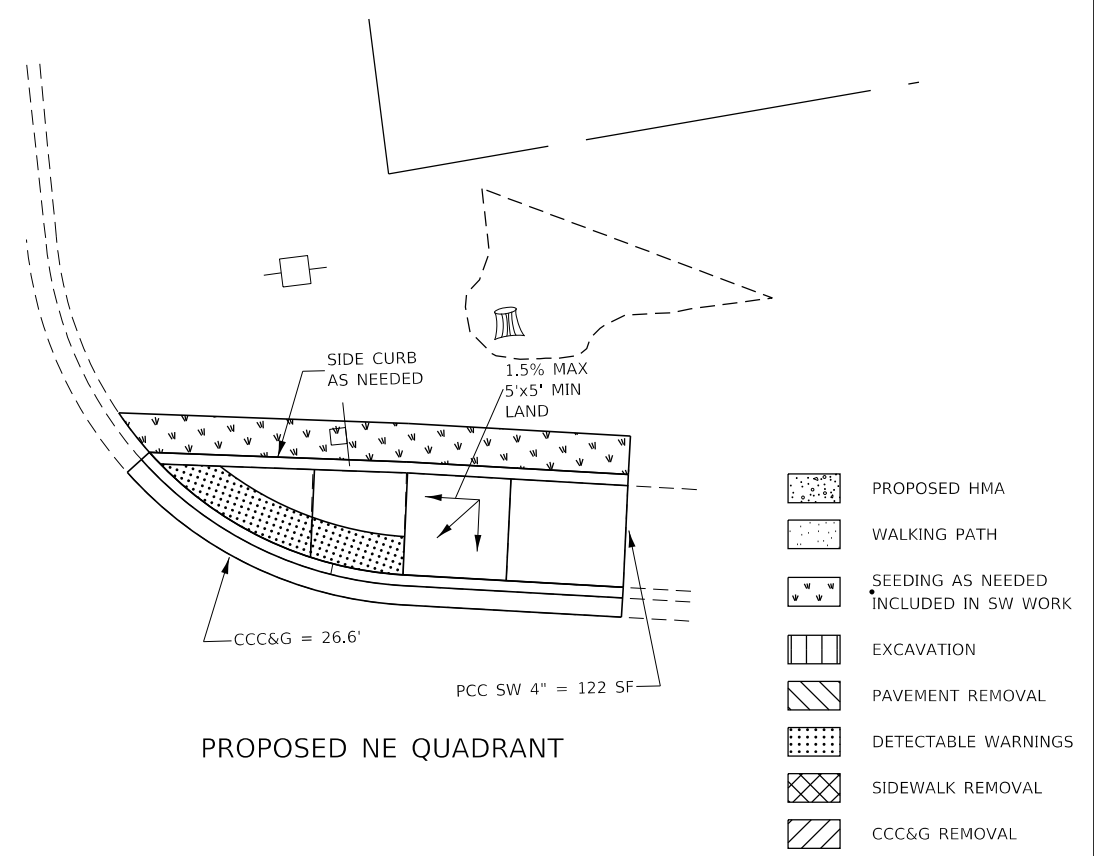 SIDE CURB
AS NEEDED
1.5% MAX
5'x5' MIN
LAND
CCC&G = 26.6'
PCC SW 4" = 122 SF
PROPOSED NE QUADRANT
PROPOSED HMA
WALKING PATH
SEEDING AS NEEDED
INCLUDED IN SW WORK
EXCAVATION
PAVEMENT REMOVAL
DETECTABLE WARNINGS
SIDEWALK REMOVAL
CCC&G REMOVAL